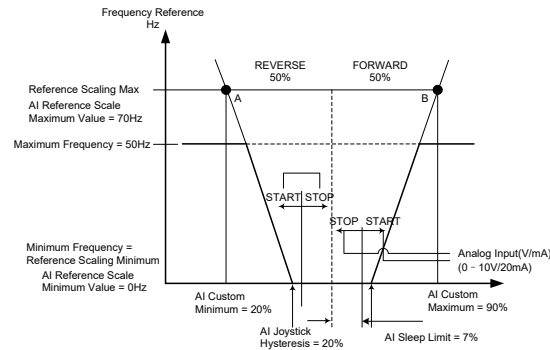 Frequency Reference
Hz
REVERSE
50%
FORWARD
50%
Reference Scaling Max
A
B
AI Reference Scale
Maximum Value = 70Hz
Maximum Frequency = 50Hz
START
STOP
STOP
START
Minimum Frequency =
Reference Scaling Minimum
AI Reference Scale
Minimum Value = 0Hz
Analog Input(V/mA)
(0 - 10V/20mA)
AI Custom
Minimum = 20%
AI Custom
Maximum = 90%
AI Joystick
Hysteresis = 20%
AI Sleep Limit = 7%